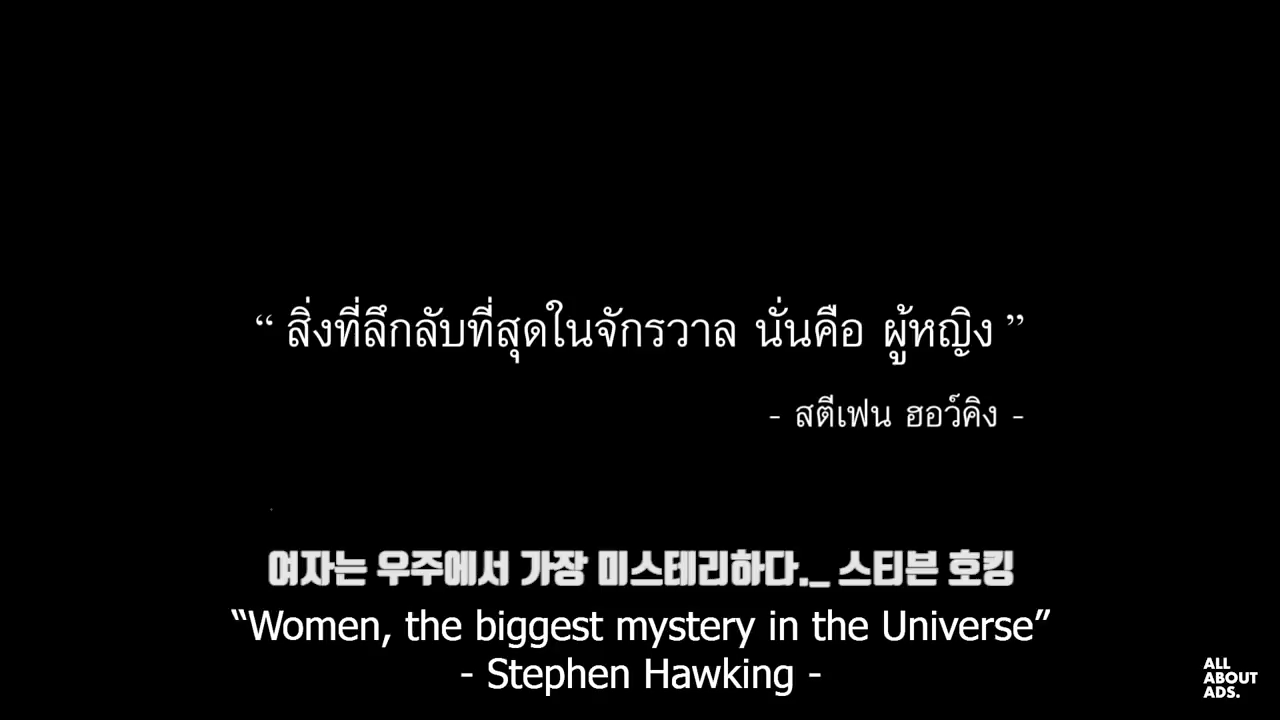 “ สิ่งที่ลึกลับที่สุดในจักรวาล นั่นคือ ผู้หญิง ”
- สตีเฟน ฮอว์คิง -
여자는 우주에서 가장 미스테리하다._ 스티븐 호킹
“Women, the biggest mystery in the Universe”
- Stephen Hawking -
ALL
ABOUT
ADS.